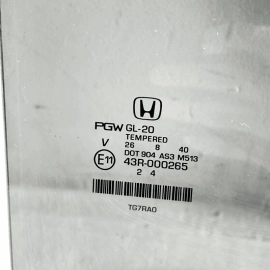 PGW GL-20
TEMPERED
V 26 8 40
DOT 904 AS3 M513
E11 43R-000265
2 4
TG7RA0